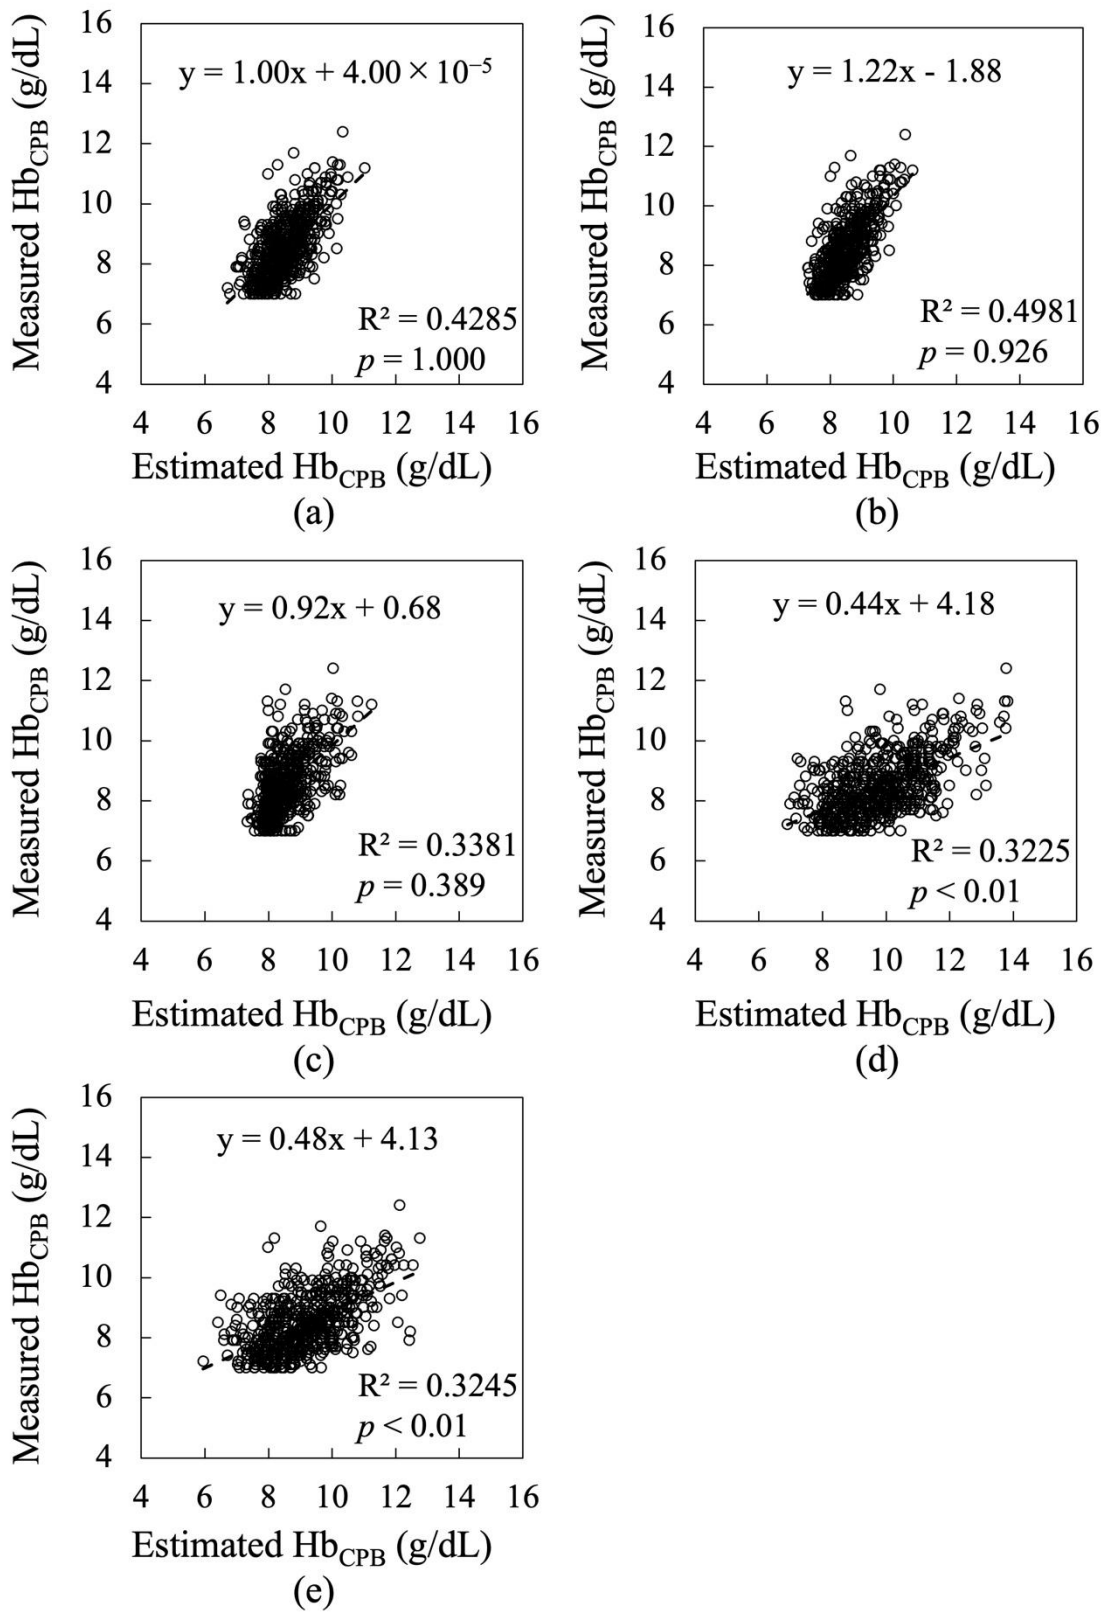 Measured Hb_CPB (g/dL)
16
14
12
10
8
6
4
y = 1.00x + 4.00 × 10⁻⁵
R² = 0.4285
p = 1.000
4 6 8 10 12 14 16
Estimated Hb_CPB (g/dL)
(a)
Measured Hb_CPB (g/dL)
16
14
12
10
8
6
4
y = 1.22x - 1.88
R² = 0.4981
p = 0.926
4 6 8 10 12 14 16
Estimated Hb_CPB (g/dL)
(b)
Measured Hb_CPB (g/dL)
16
14
12
10
8
6
4
y = 0.92x + 0.68
R² = 0.3381
p = 0.389
4 6 8 10 12 14 16
Estimated Hb_CPB (g/dL)
(c)
Measured Hb_CPB (g/dL)
16
14
12
10
8
6
4
y = 0.44x + 4.18
R² = 0.3225
p < 0.01
4 6 8 10 12 14 16
Estimated Hb_CPB (g/dL)
(d)
Measured Hb_CPB (g/dL)
16
14
12
10
8
6
4
y = 0.48x + 4.13
R² = 0.3245
p < 0.01
4 6 8 10 12 14 16
Estimated Hb_CPB (g/dL)
(e)